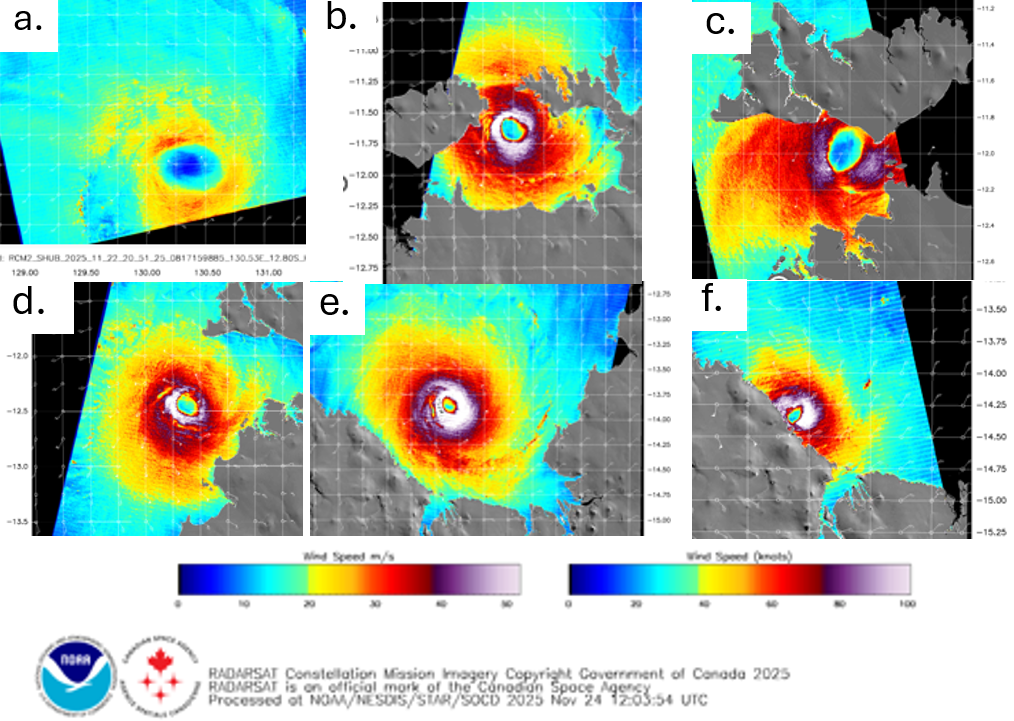 a.
b.
c.
−11.00
−11.25
−11.50
−11.75
−12.00
−12.25
−12.50
−12.75
−11.2
−11.4
−11.6
−11.8
−12.0
−12.2
−12.4
−12.6
: RCM2_SHUB_2025_11_22_20_51_25_0817159885_130.53E_12.80S_
129.00 129.50 130.00 130.50 131.00
d.
e.
f.
−12.0
−12.5
−13.0
−13.5
−12.75
−13.00
−13.25
−13.50
−13.75
−14.00
−14.25
−14.50
−14.75
−15.00
−13.50
−13.75
−14.00
−14.25
−14.50
−14.75
−15.00
−15.25
Wind Speed m/s
0 10 20 30 40 50
Wind Speed (knots)
0 20 40 60 80 100
NOAA
CANADIAN SPACE AGENCY
RADARSAT Constellation Mission Imagery Copyright Government of Canada 2025
RADARSAT is an official mark of the Canadian Space Agency
Processed at NOAA/NESDIS/STAR/SOCD 2025 Nov 24 12:03:54 UTC